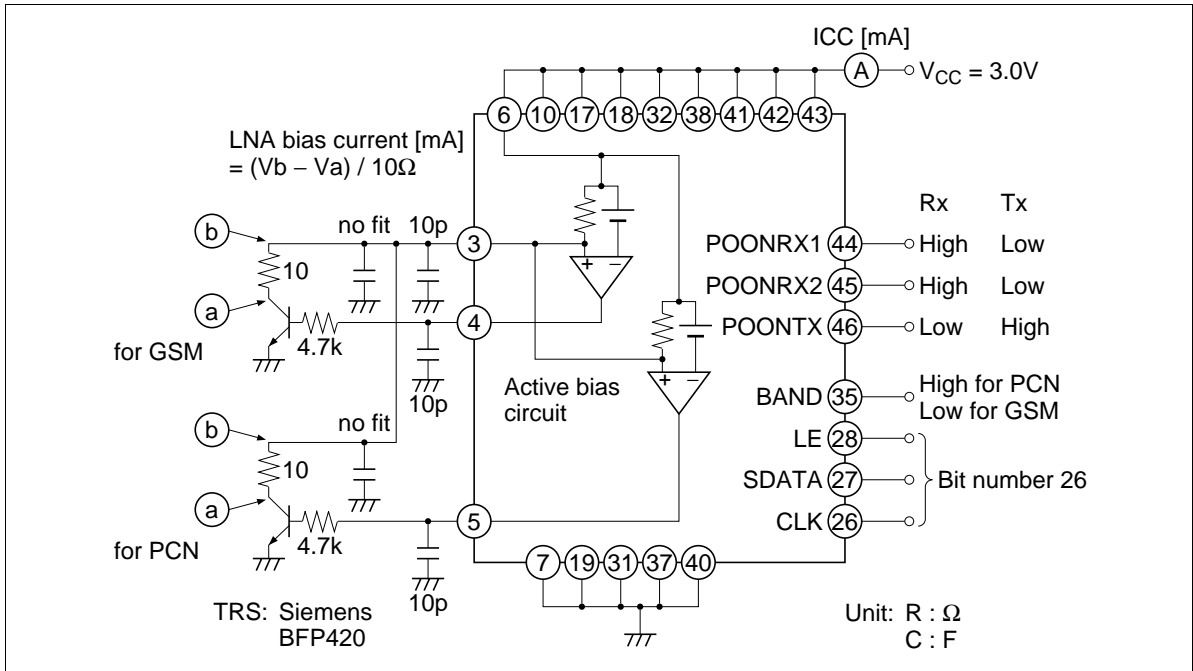 ICC [mA]
A
VCC = 3.0V
6 10 17 18 32 38 41 42 43
LNA bias current [mA]
= (Vb − Va) / 10Ω
Rx Tx
b
no fit 10p
3
+ −
POONRX1 44 High Low
10
POONRX2 45 High Low
a
4
POONTX 46 Low High
4.7k
for GSM
+ −
10p
Active bias
circuit
BAND 35 High for PCN
Low for GSM
b
no fit
LE 28
10
SDATA 27 Bit number 26
a
5
CLK 26
4.7k
for PCN
7 19 31 37 40
10p
TRS: Siemens
BFP420
Unit: R : Ω
C : F